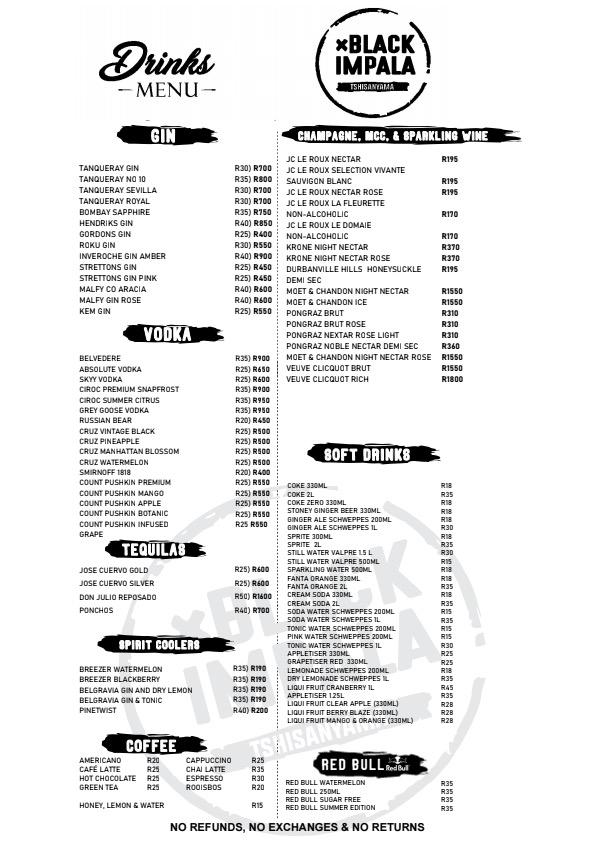 Drinks
MENU
×BLACK
IMPALA
TSHISANYAMA
GIN
TANQUERAY GIN R30) R700
TANQUERAY NO 10 R35) R800
TANQUERAY SEVILLA R30) R700
TANQUERAY ROYAL R30) R700
BOMBAY SAPPHIRE R35) R750
HENDRIKS GIN R40) R850
GORDONS GIN R25) R400
ROKU GIN R30) R550
INVEROCHE GIN AMBER R40) R900
STRETTONS GIN R25) R450
STRETTONS GIN PINK R25) R450
MALFY CO ARACIA R40) R600
MALFY GIN ROSE R40) R600
KEM GIN R25) R550
VODKA
BELVEDERE R35) R900
ABSOLUTE VODKA R25) R650
SKYY VODKA R25) R600
CIROC PREMIUM SNAPFROST R35) R900
CIROC SUMMER CITRUS R35) R950
GREY GOOSE VODKA R35) R950
RUSSIAN BEAR R20) R450
CRUZ VINTAGE BLACK R25) R500
CRUZ PINEAPPLE R25) R500
CRUZ MANHATTAN BLOSSOM R25) R500
CRUZ WATERMELON R25) R500
SMIRNOFF 1818 R20) R400
COUNT PUSHKIN PREMIUM R25) R550
COUNT PUSHKIN MANGO R25) R550
COUNT PUSHKIN APPLE R25) R550
COUNT PUSHKIN BOTANIC R25) R550
COUNT PUSHKIN INFUSED R25 R550
GRAPE
TEQUILAS
JOSE CUERVO GOLD R25) R600
JOSE CUERVO SILVER R25) R600
DON JULIO REPOSADO R50) R1600
PONCHOS R40) R700
SPIRIT COOLERS
BREEZER WATERMELON R35) R190
BREEZER BLACKBERRY R35) R190
BELGRAVIA GIN AND DRY LEMON R35) R190
BELGRAVIA GIN & TONIC R35) R190
PINETWIST R40) R200
COFFEE
AMERICANO R20 CAPPUCCINO R25
CAFÉ LATTE R35 CHAI LATTE R35
HOT CHOCOLATE R25 ESPRESSO R30
GREEN TEA R25 ROOISBOS R20
HONEY, LEMON & WATER R15
CHAMPAGNE, MCC, & SPARKLING WINE
JC LE ROUX NECTAR R195
JC LE ROUX SELECTION VIVANTE
SAUVIGON BLANC R195
JC LE ROUX NECTAR ROSE R195
JC LE ROUX LA FLEURETTE
NON-ALCOHOLIC R170
JC LE ROUX LE DOMAIE
NON-ALCOHOLIC R170
KRONE NIGHT NECTAR R370
KRONE NIGHT NECTAR ROSE R370
DURBANVILLE HILLS HONEYSUCKLE R195
DEMI SEC
MOET & CHANDON NIGHT NECTAR R1550
MOET & CHANDON ICE R1550
PONGRAZ BRUT R310
PONGRAZ BRUT ROSE R310
PONGRAZ NEXTAR ROSE LIGHT R310
PONGRAZ NOBLE NECTAR DEMI SEC R360
MOET & CHANDON NIGHT NECTAR ROSE R1550
VEUVE CLICQUOT BRUT R1550
VEUVE CLICQUOT RICH R1800
SOFT DRINKS
COKE 330ML R18
COKE 2L R35
COKE ZERO 330ML R18
STONEY GINGER BEER 330ML R18
GINGER ALE SCHWEPPES 200ML R18
GINGER ALE SCHWEPPES 1L R30
SPRITE 300ML R18
SPRITE 2L R35
STILL WATER VALPRE 1.5 L R30
STILL WATER VALPRE 500ML R15
SPARKLING WATER 500ML R18
FANTA ORANGE 330ML R18
FANTA ORANGE 2L R35
CREAM SODA 330ML R18
CREAM SODA 2L R35
SODA WATER SCHWEPPES 200ML R15
SODA WATER SCHWEPPES 1L R35
TONIC WATER SCHWEPPES 200ML R15
PINK WATER SCHWEPPES 200ML R15
TONIC WATER SCHWEPPES 1L R30
APPLETISER 330ML R25
GRAPETISER RED 330ML R25
LEMONADE SCHWEPPES 200ML R18
DRY LEMONADE SCHWEPPES 1L R35
LIQUI FRUIT CRANBERRY 1L R45
APPLETISER 1.25L R35
LIQUI FRUIT CLEAR APPLE (330ML) R28
LIQUI FRUIT BERRY BLAZE (330ML) R28
LIQUI FRUIT MANGO & ORANGE (330ML) R28
RED BULL Red Bull
RED BULL WATERMELON R35
RED BULL 250ML R35
RED BULL SUGAR FREE R35
RED BULL SUMMER EDITION R35
×BLACK
IMPALA
TSHISANYAMA
NO REFUNDS, NO EXCHANGES & NO RETURNS